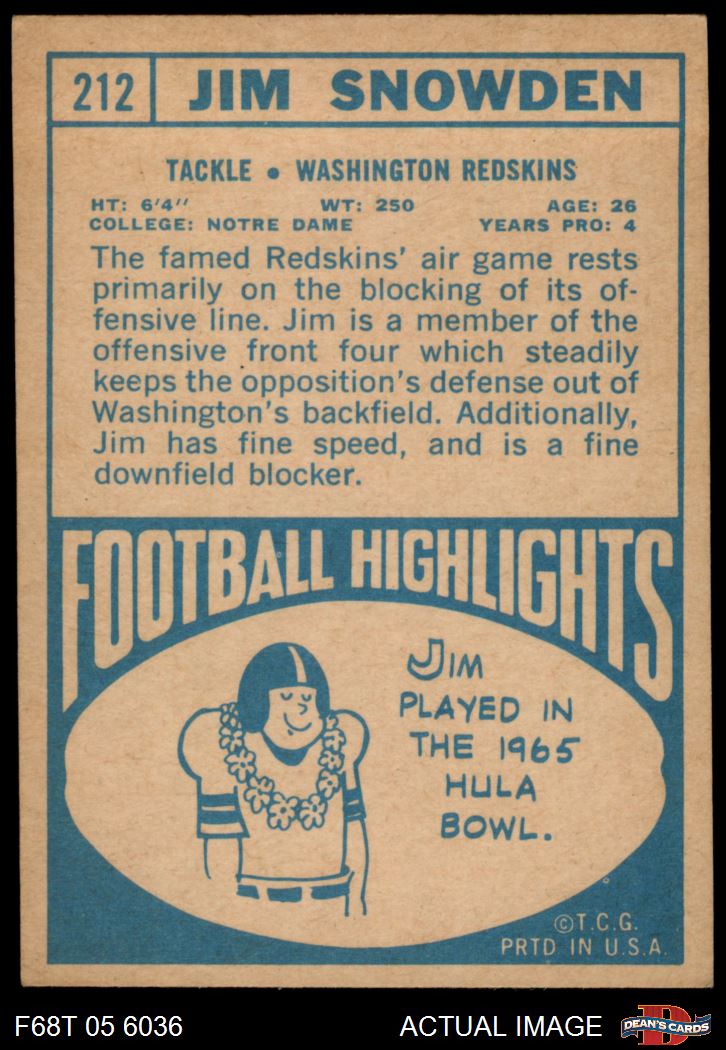 212 JIM SNOWDEN
TACKLE • WASHINGTON REDSKINS
HT: 6'4'' WT: 250 AGE: 26
COLLEGE: NOTRE DAME YEARS PRO: 4
The famed Redskins' air game rests
primarily on the blocking of its of-
fensive line. Jim is a member of the
offensive front four which steadily
keeps the opposition's defense out of
Washington's backfield. Additionally,
Jim has fine speed, and is a fine
downfield blocker.
FOOTBALL HIGHLIGHTS
JIM
PLAYED IN
THE 1965
HULA
BOWL.
©T.C.G.
PRTD IN U.S.A.
F68T 05 6036 ACTUAL IMAGE
D
DEAN'S CARDS